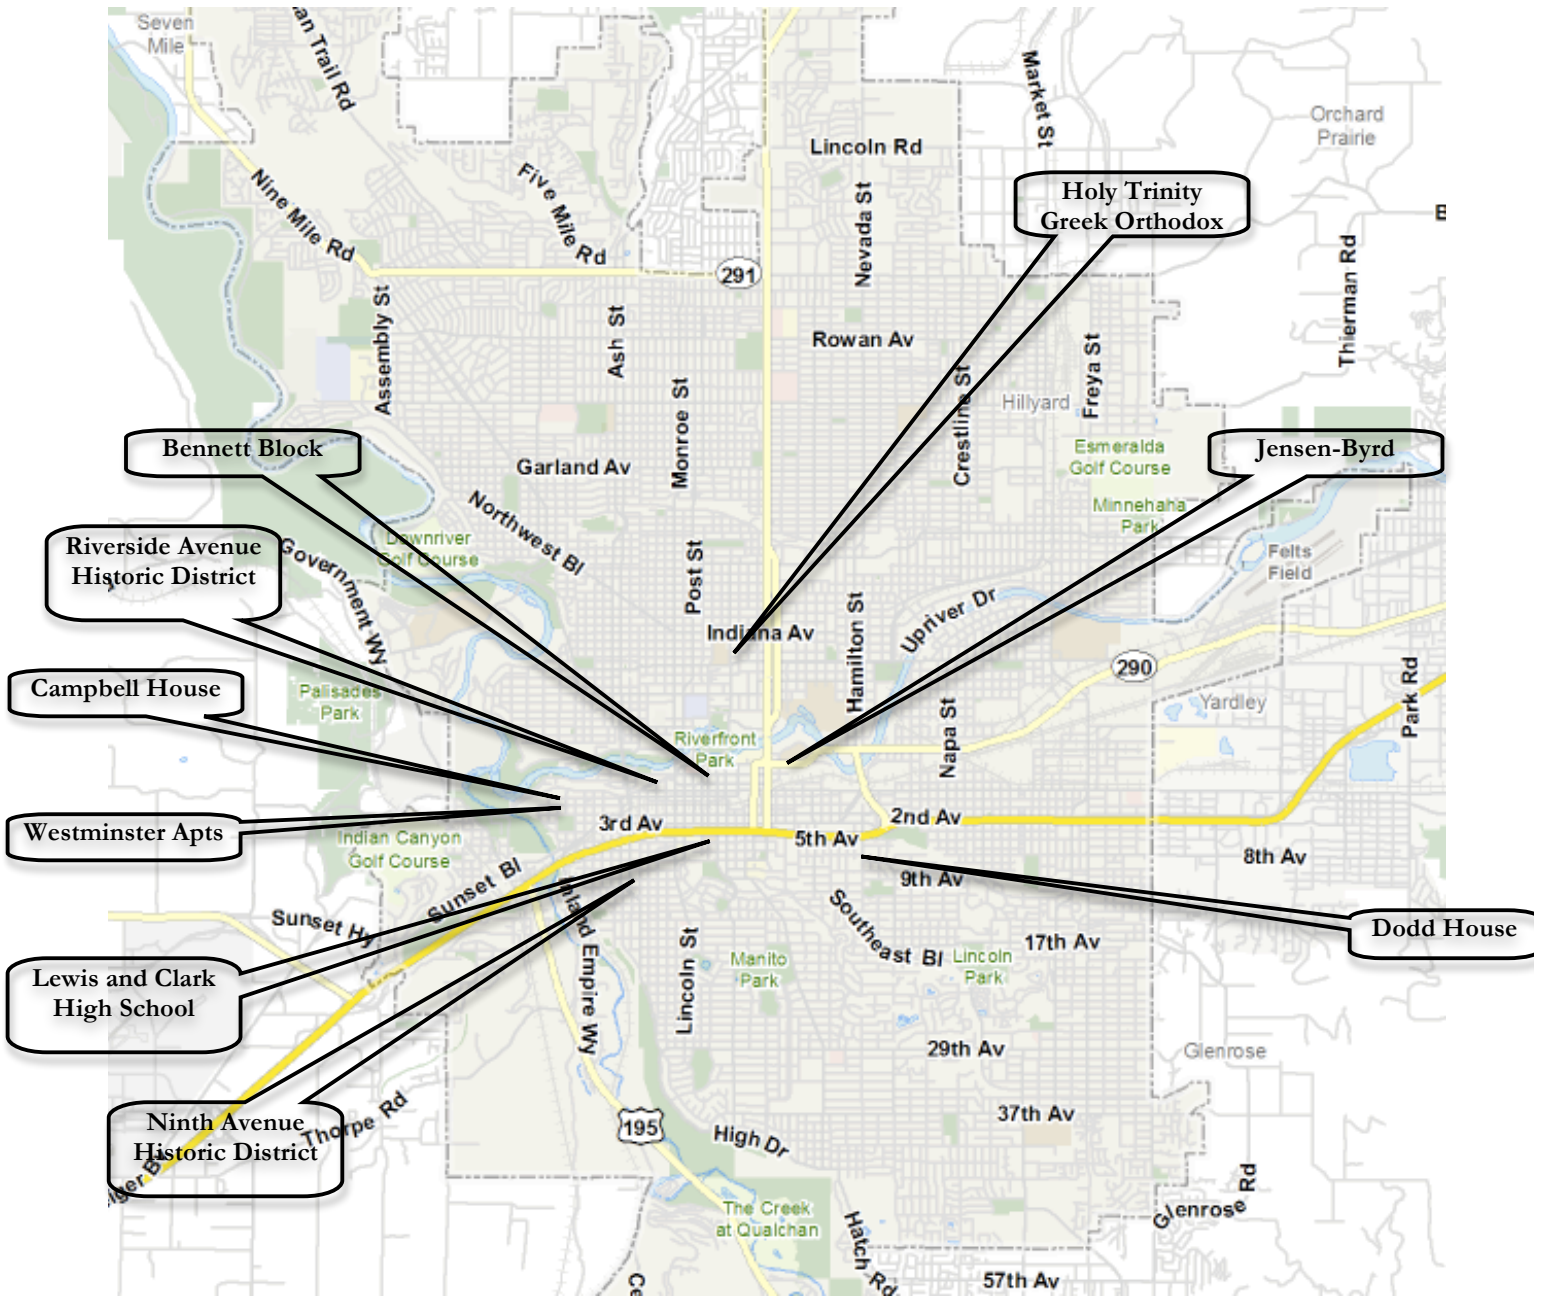 Seven
Mile
an Trail Rd
Market St
Orchard
Prairie
Lincoln Rd
Five Mile Rd
Nine Mile Rd
Nevada St
Holy Trinity
Greek Orthodox
B
Thierman Rd
291
Assembly St
Ash St
Rowan Av
Freya St
Monroe St
Crestline St
Hillyard
Bennett Block
Garland Av
Esmeralda
Golf Course
Jensen-Byrd
Northwest Bl
Minnehaha
Park
Riverside Avenue
Historic District
Government Wy
Downriver
Golf Course
Post St
Felts
Field
Indiana Av
Hamilton St
Upriver Dr
290
Campbell House
Palisades
Park
Yardley
Park Rd
Riverfront
Park
Napa St
Westminster Apts
3rd Av
2nd Av
5th Av
Indian Canyon
Golf Course
8th Av
Sunset Bl
9th Av
Inland Empire Wy
Southeast Bl
Sunset Hy
Dodd House
17th Av
Lincoln St
Manito
Park
Lincoln
Park
Lewis and Clark
High School
29th Av
Glenrose
Ninth Avenue
Historic District
Thorpe Rd
37th Av
195
High Dr
iger Bl
Glenrose Rd
The Creek
at Qualchan
Hatch Rd
57th Av
Ce